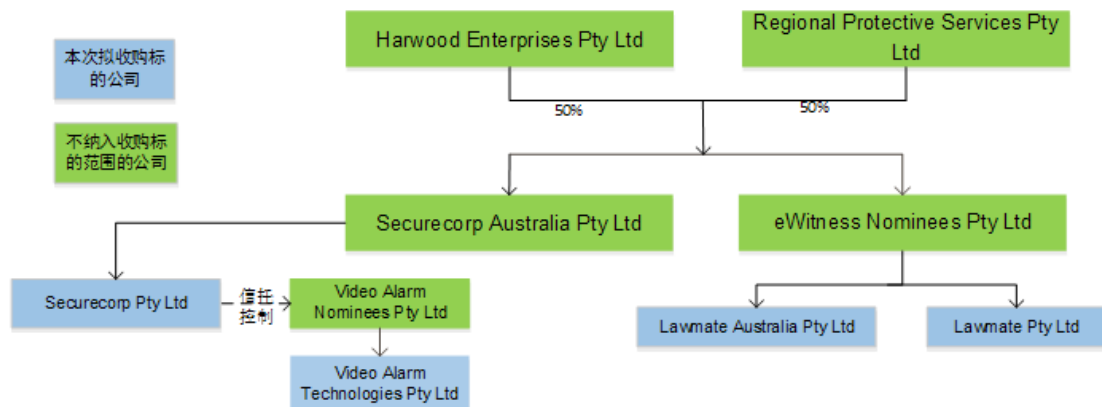 本次拟收购标
的公司
不纳入收购标
的范围的公司
Harwood Enterprises Pty Ltd
Regional Protective Services Pty
Ltd
50%
50%
Securecorp Australia Pty Ltd
eWitness Nominees Pty Ltd
Securecorp Pty Ltd
信托
控制
Video Alarm
Nominees Pty Ltd
Lawmate Australia Pty Ltd
Lawmate Pty Ltd
Video Alarm
Technologies Pty Ltd